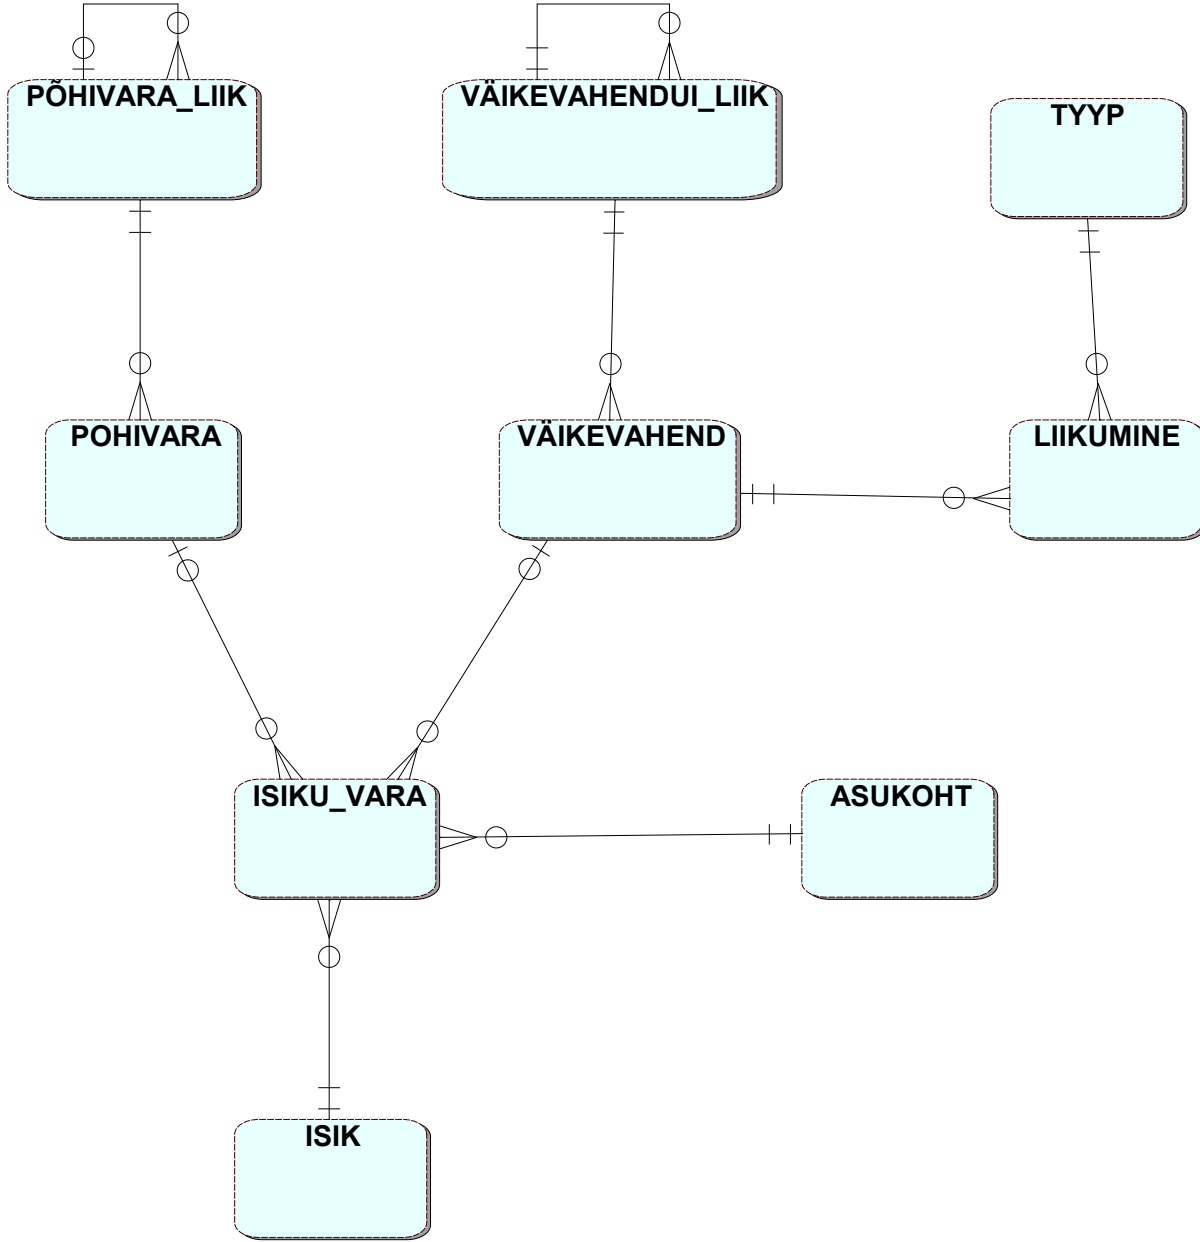 PÕHIVARA_LIIK
VÄIKEVAHENDUI_LIIK
TYYP
POHIVARA
VÄIKEVAHEND
LIIKUMINE
ISIKU_VARA
ASUKOHT
ISIK